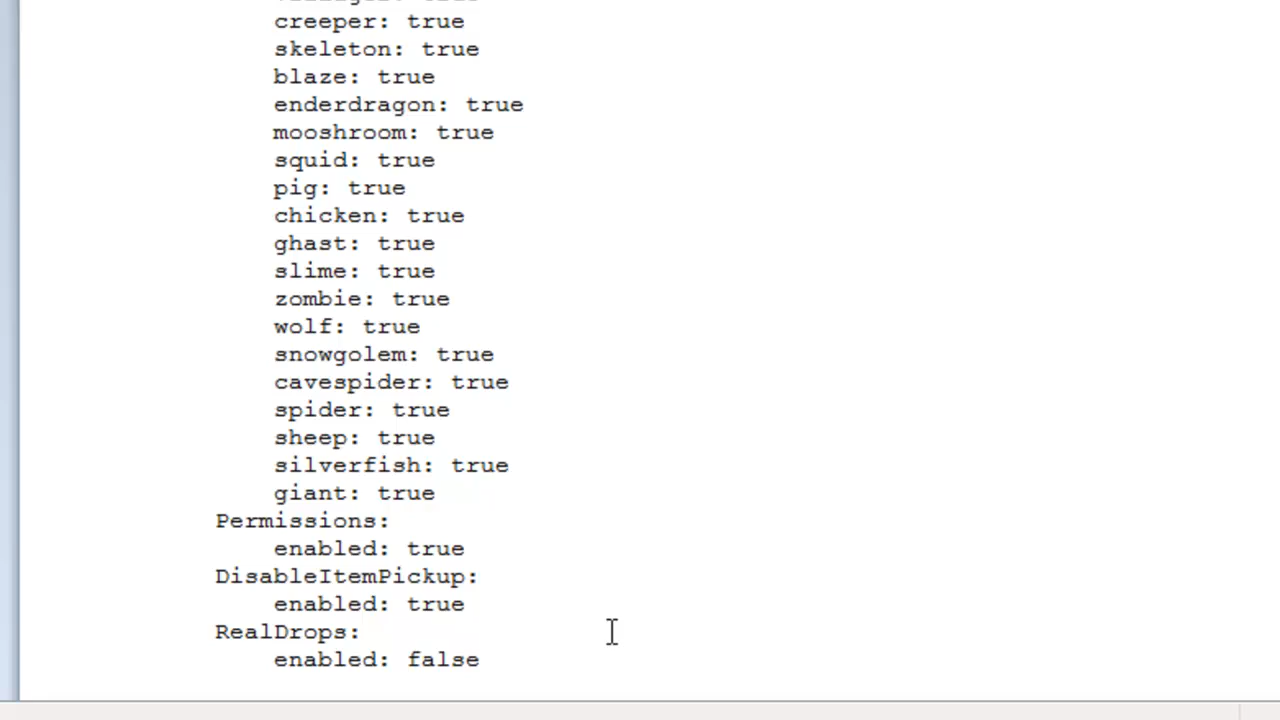 creeper: true
skeleton: true
blaze: true
enderdragon: true
mooshroom: true
squid: true
pig: true
chicken: true
ghast: true
slime: true
zombie: true
wolf: true
snowgolem: true
cavespider: true
spider: true
sheep: true
silverfish: true
giant: true
Permissions:
enabled: true
DisableItemPickup:
enabled: true
RealDrops:
enabled: false